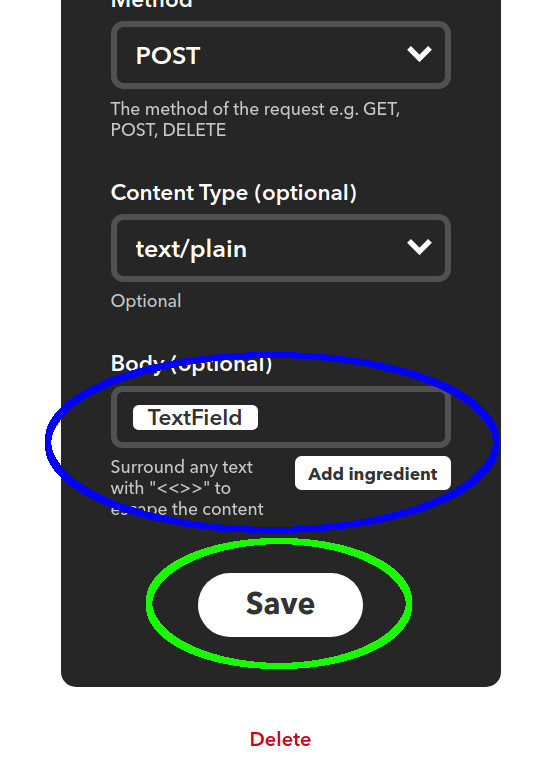 Method
POST
The method of the request e.g. GET,
POST, DELETE
Content Type (optional)
text/plain
Optional
Body (optional)
TextField
Surround any text
with "<<>>" to
escape the content
Add ingredient
Save
Delete